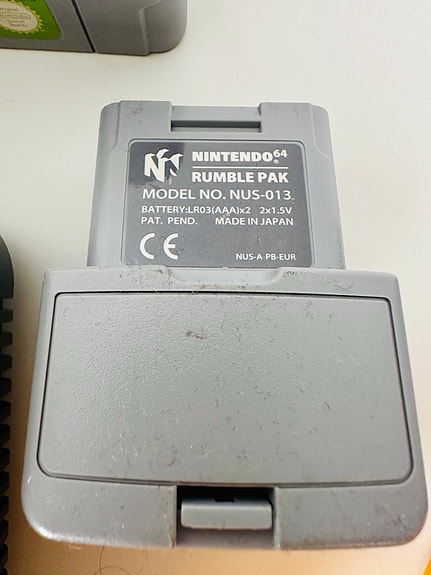 NINTENDO64
RUMBLE PAK
MODEL NO. NUS-013
BATTERY:LR03(AAA)x2 2x1.5V
PAT. PEND. MADE IN JAPAN
CE
NUS-A-PB-EUR